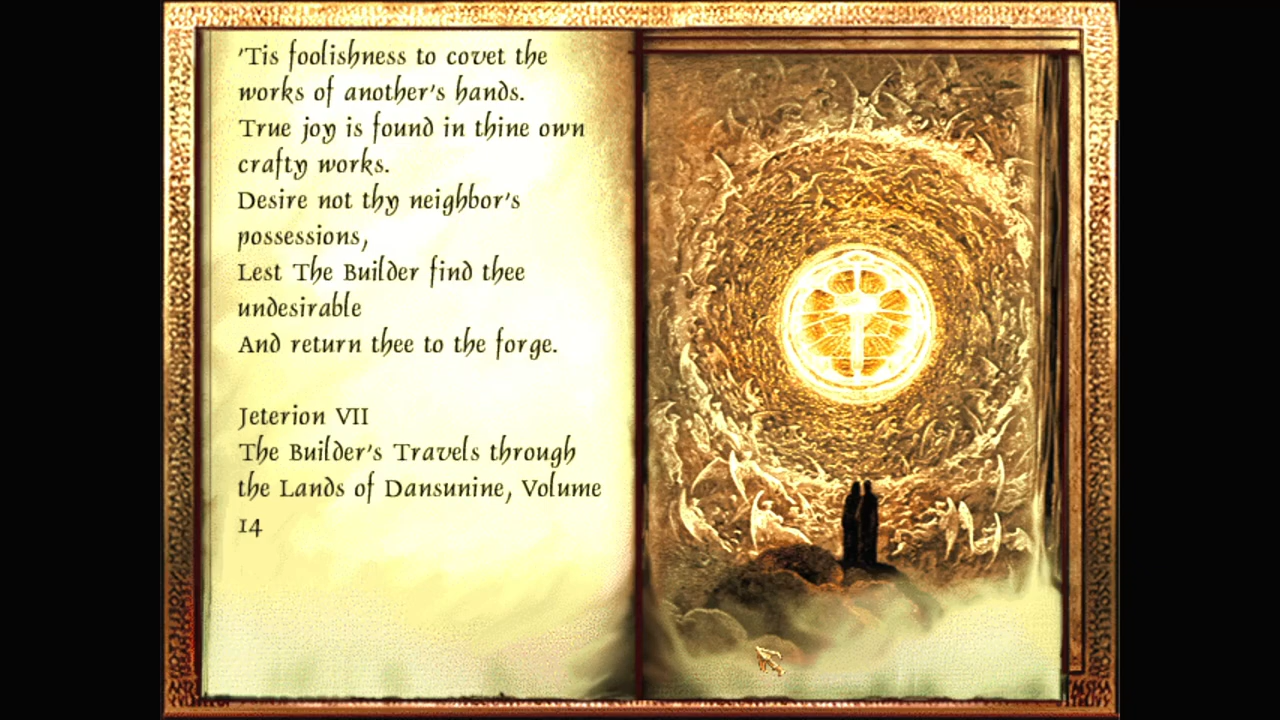 'Tis foolishness to covet the
works of another's hands.
True joy is found in thine own
crafty works.
Desire not thy neighbor's
possessions,
Lest The Builder find thee
undesirable
And return thee to the forge.
Jeterion VII
The Builder's Travels through
the Lands of Dansunine, Volume
14